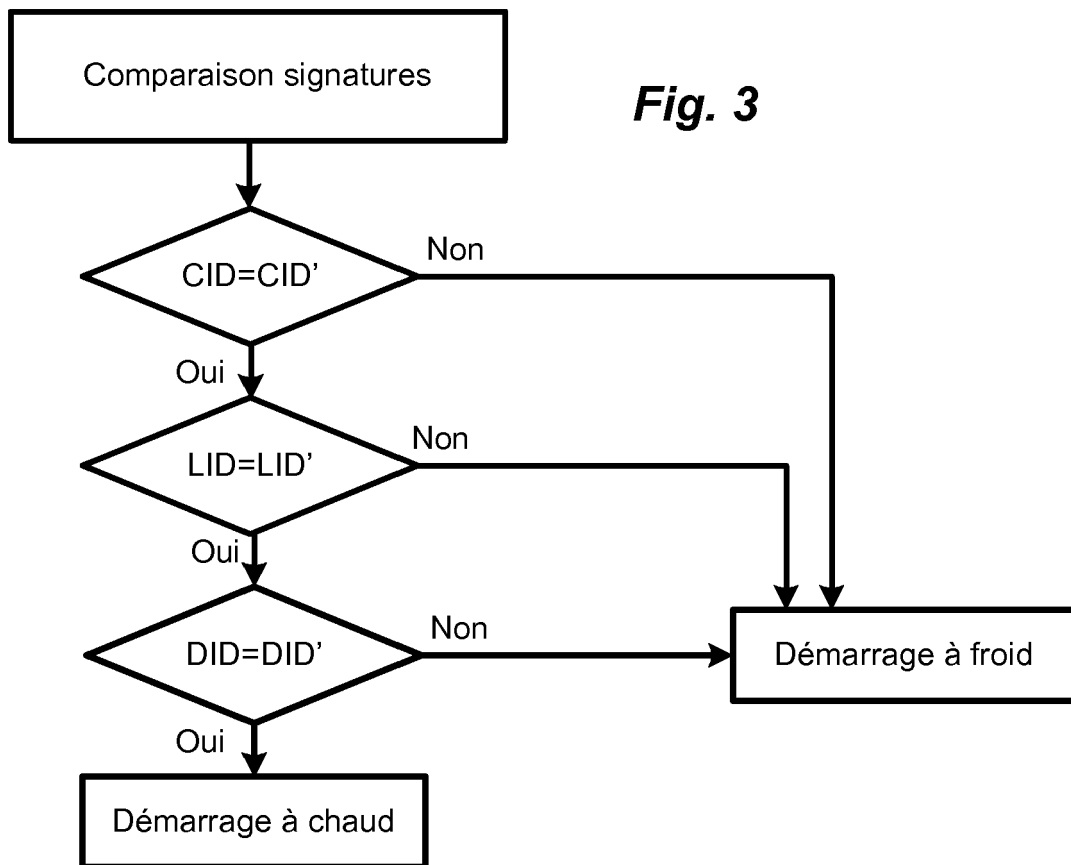 Comparaison signatures
Fig. 3
CID=CID’
Non
Oui
LID=LID’
Non
Oui
DID=DID’
Non
Démarrage à froid
Oui
Démarrage à chaud